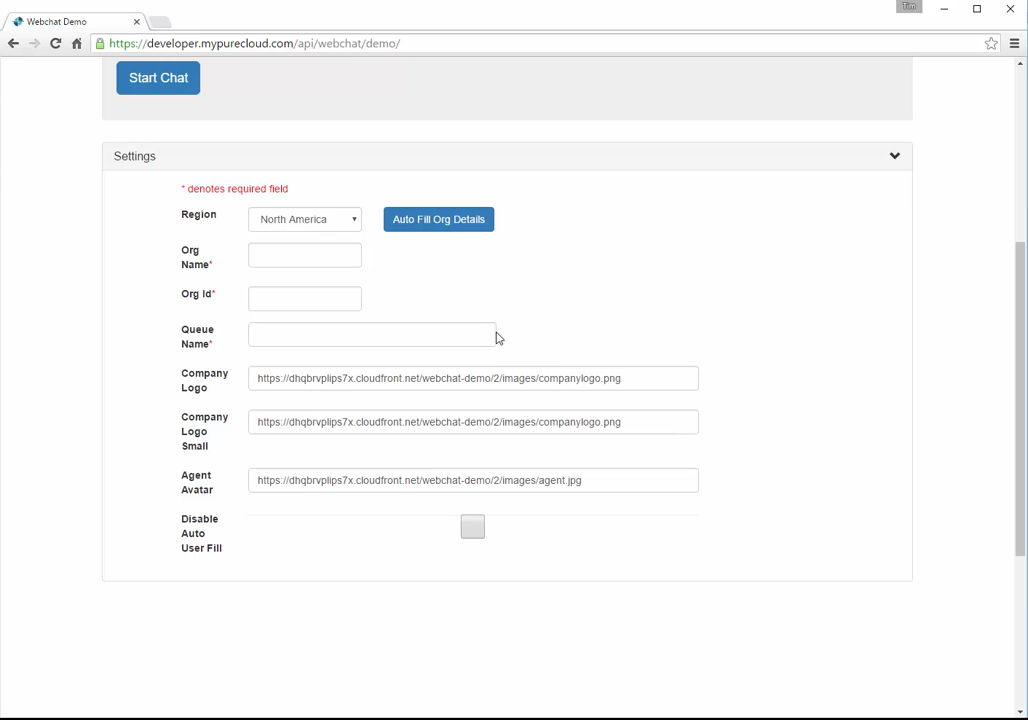 Tim
Webchat Demo
https://developer.mypurecloud.com/api/webchat/demo/
Start Chat
Settings
* denotes required field
Region
North America
Auto Fill Org Details
Org
Name*
Org Id*
Queue
Name*
Company
Logo
https://dhqbrvplips7x.cloudfront.net/webchat-demo/2/images/companylogo.png
Company
Logo
Small
https://dhqbrvplips7x.cloudfront.net/webchat-demo/2/images/companylogo.png
Agent
Avatar
https://dhqbrvplips7x.cloudfront.net/webchat-demo/2/images/agent.jpg
Disable
Auto
User Fill